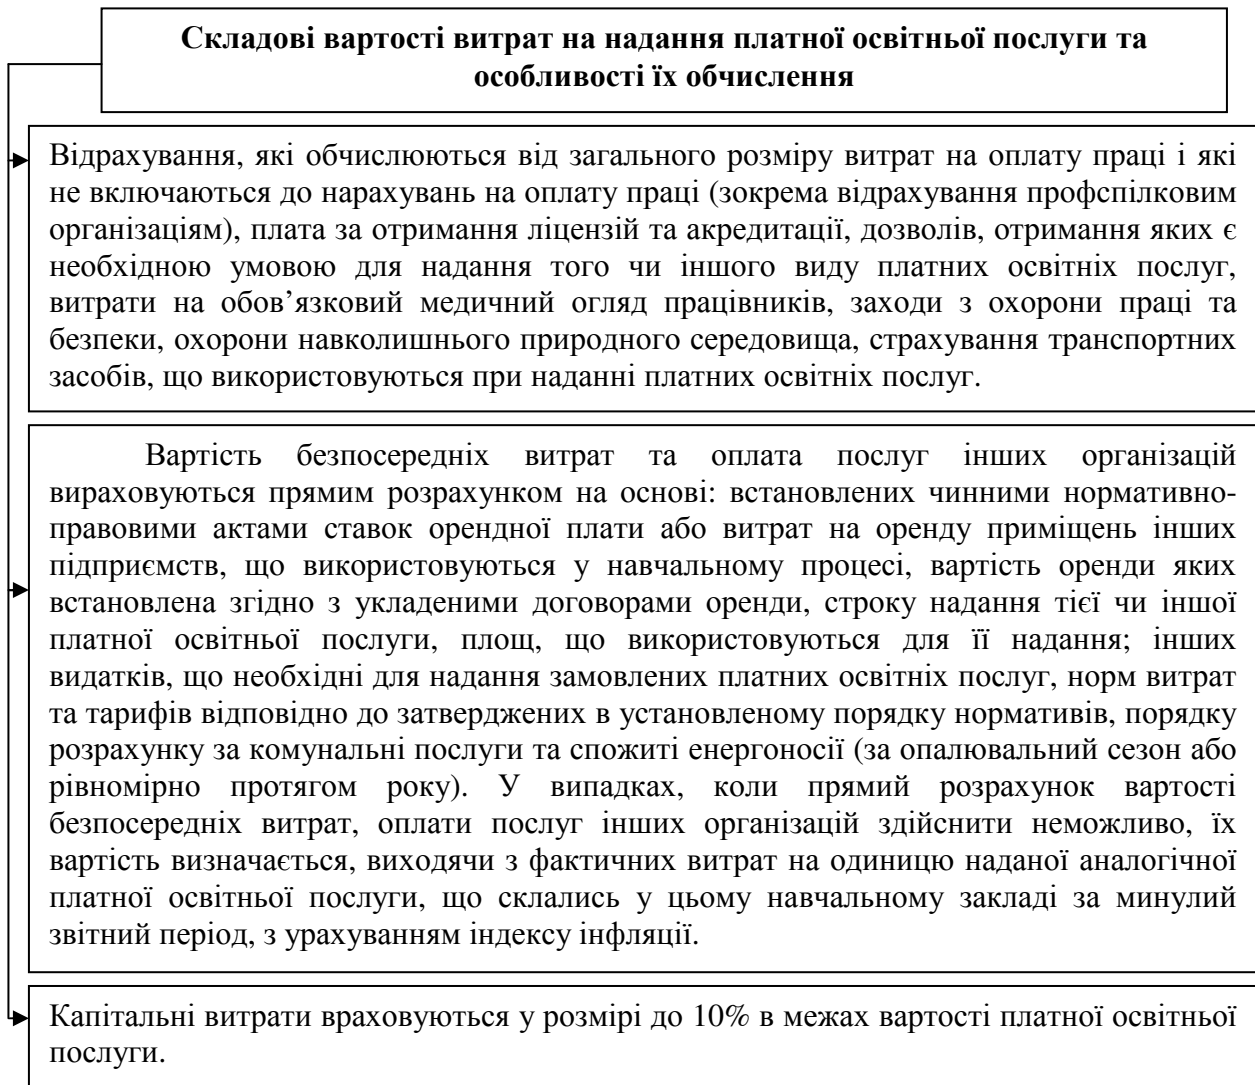 Складові вартості витрат на надання платної освітньої послуги та
особливості їх обчислення
Відрахування, які обчислюються від загального розміру витрат на оплату праці і які
не включаються до нарахувань на оплату праці (зокрема відрахування профспілковим
організаціям), плата за отримання ліцензій та акредитації, дозволів, отримання яких є
необхідною умовою для надання того чи іншого виду платних освітніх послуг,
витрати на обов’язковий медичний огляд працівників, заходи з охорони праці та
безпеки, охорони навколишнього природного середовища, страхування транспортних
засобів, що використовуються при наданні платних освітніх послуг.
Вартість безпосередніх витрат та оплата послуг інших організацій
вираховуються прямим розрахунком на основі: встановлених чинними нормативно-
правовими актами ставок орендної плати або витрат на оренду приміщень інших
підприємств, що використовуються у навчальному процесі, вартість оренди яких
встановлена згідно з укладеними договорами оренди, строку надання тієї чи іншої
платної освітньої послуги, площ, що використовуються для її надання; інших
видатків, що необхідні для надання замовлених платних освітніх послуг, норм витрат
та тарифів відповідно до затверджених в установленому порядку нормативів, порядку
розрахунку за комунальні послуги та спожиті енергоносії (за опалювальний сезон або
рівномірно протягом року). У випадках, коли прямий розрахунок вартості
безпосередніх витрат, оплати послуг інших організацій здійснити неможливо, їх
вартість визначається, виходячи з фактичних витрат на одиницю наданої аналогічної
платної освітньої послуги, що склались у цьому навчальному закладі за минулий
звітний період, з урахуванням індексу інфляції.
Капітальні витрати враховуються у розмірі до 10% в межах вартості платної освітньої
послуги.